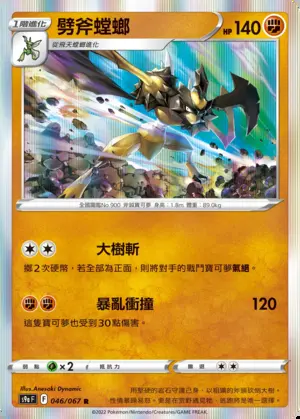 1階進化
劈斧螳螂
HP 140
從飛天螳螂進化
全國圖鑑No.900 斧如寶可夢 身高:1.8m 體重:89.0kg
大樹斬
擲2次硬幣，若全部為正面，則將對手的戰鬥寶可夢氣絕。
暴亂衝撞 120
這隻寶可夢也受到30點傷害。
弱點 ×2 抵抗力 撤退
Illus. Anesaki Dynamic
s9a F F 046/067 R
©2022 Pokémon/Nintendo/Creatures/GAME FREAK.